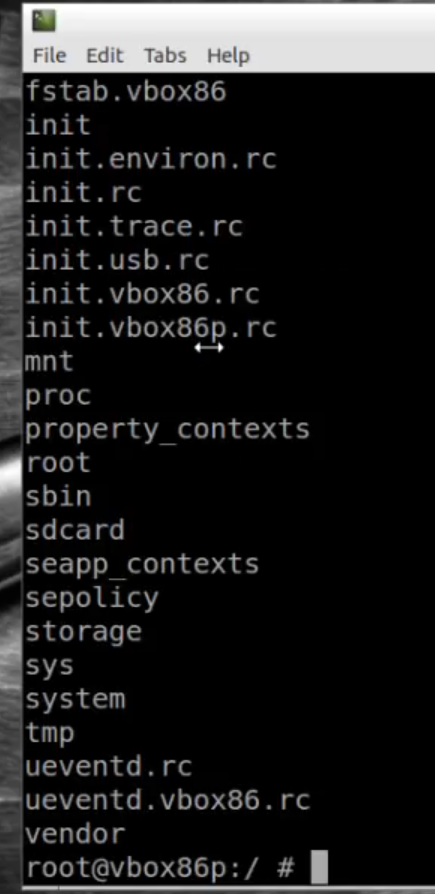 File Edit Tabs Help
fstab.vbox86
init
init.environ.rc
init.rc
init.trace.rc
init.usb.rc
init.vbox86.rc
init.vbox86p.rc
mnt
proc
property_contexts
root
sbin
sdcard
seapp_contexts
sepolicy
storage
sys
system
tmp
ueventd.rc
ueventd.vbox86.rc
vendor
root@vbox86p:/ #